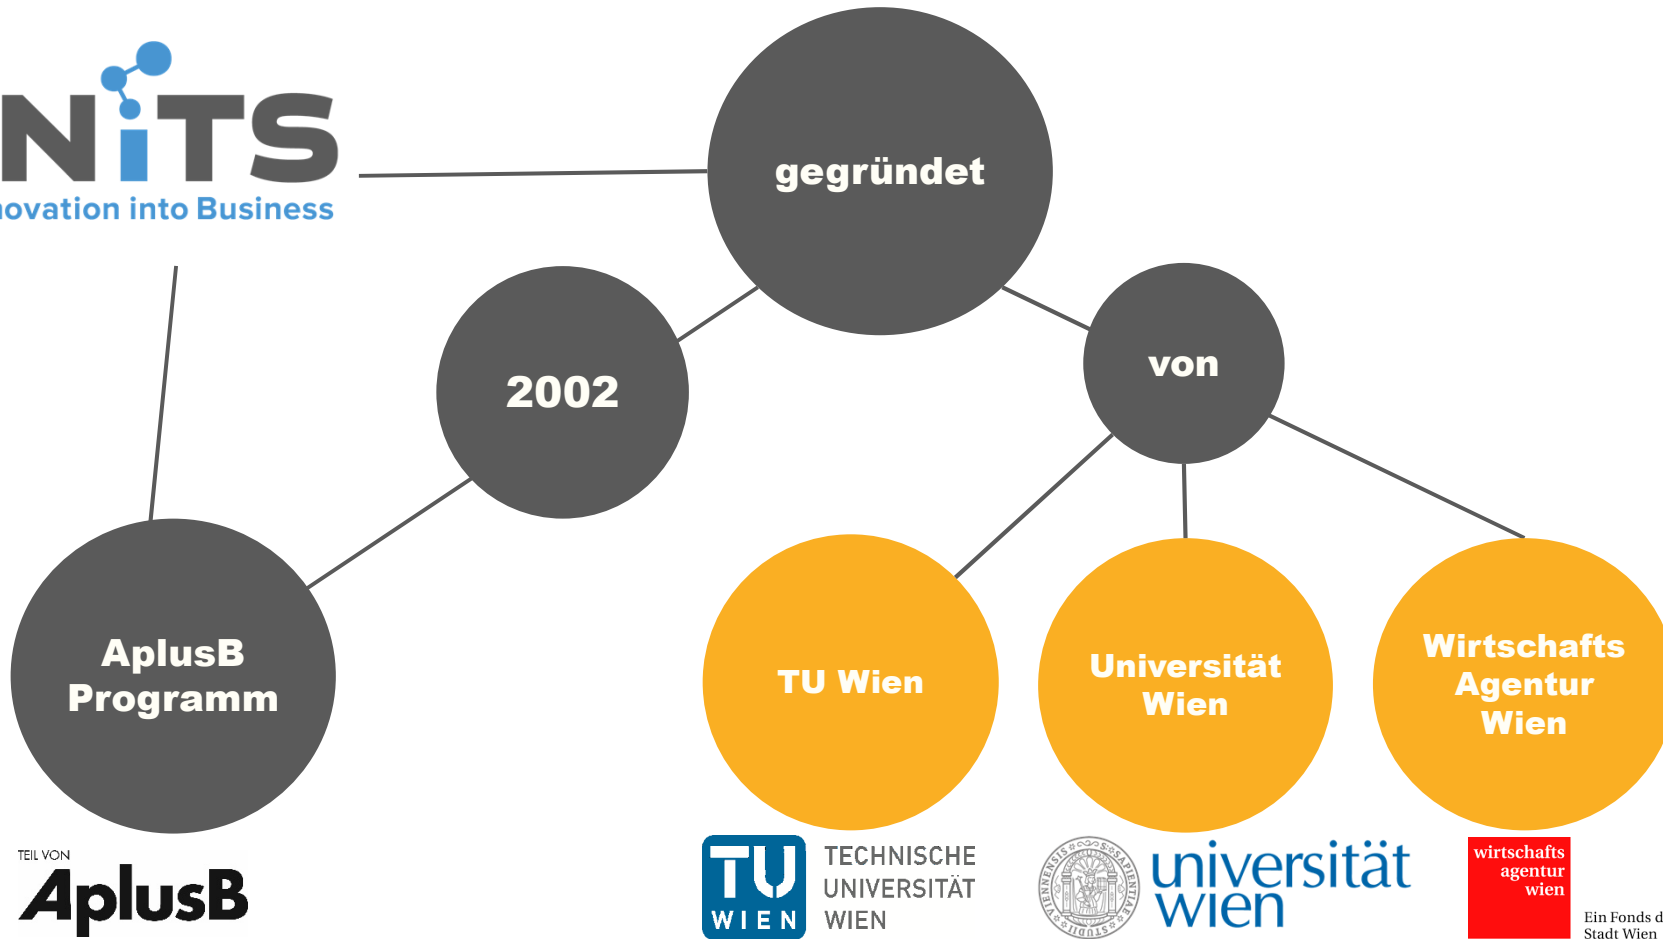 NiTS
novation into Business
gegründet
2002
von
AplusB
Programm
TU Wien
Universität
Wien
Wirtschafts
Agentur
Wien
TEIL VON
AplusB
TU
WIEN
TECHNISCHE
UNIVERSITÄT
WIEN
universität
wien
wirtschafts
agentur
wien
Ein Fonds d
Stadt Wien